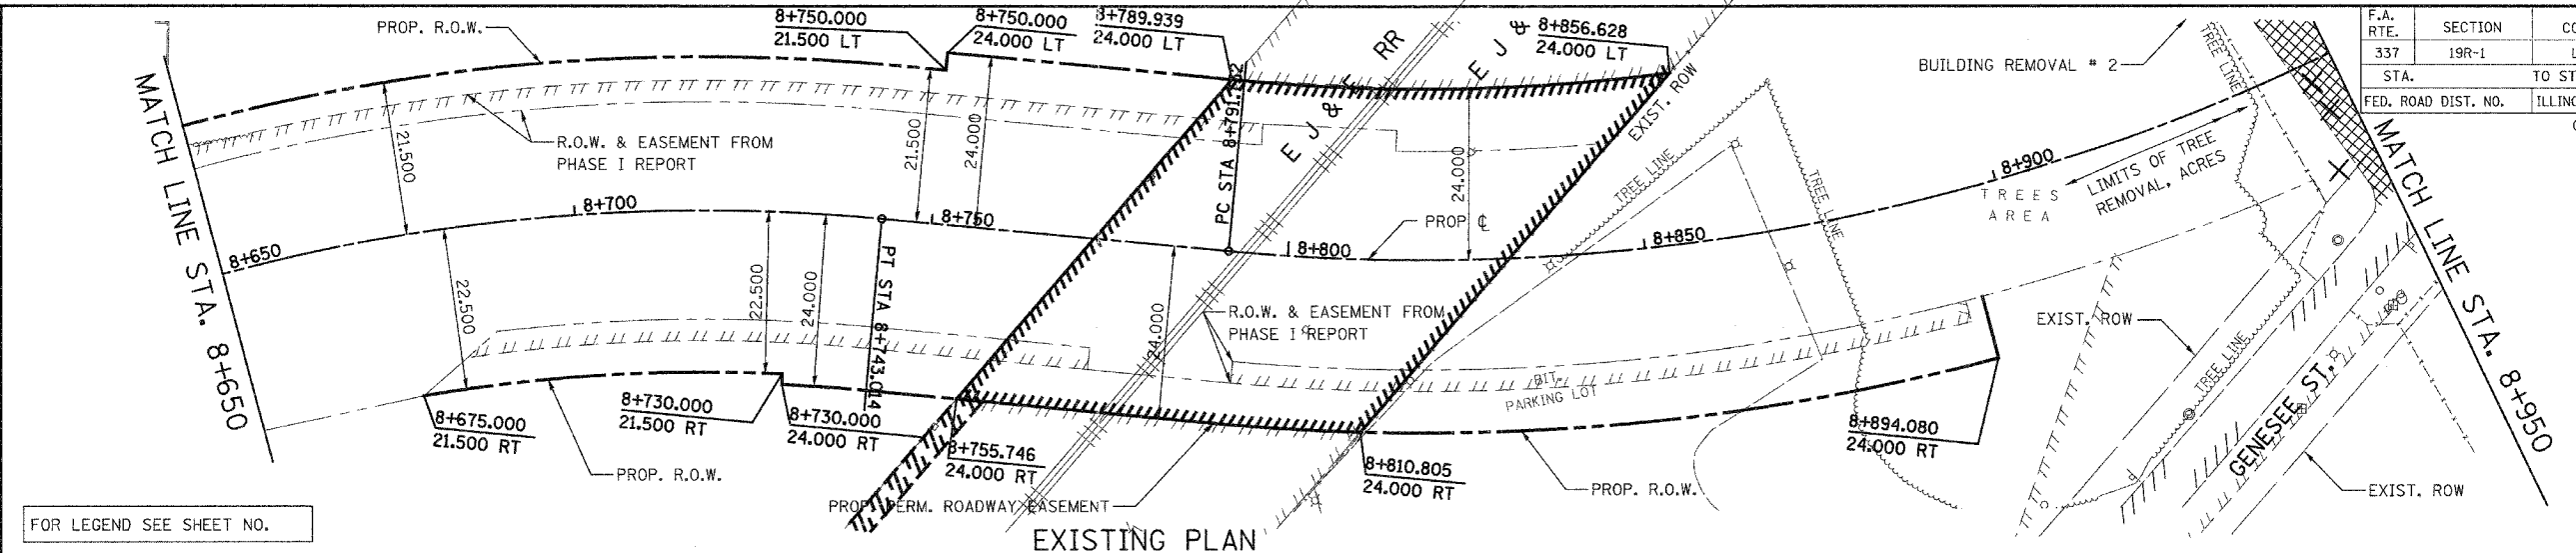 PROP. R.O.W.
8+750.000
21.500 LT
8+750.000
24.000 LT
8+789.939
24.000 LT
E J & E RR
E J &
8+856.628
24.000 LT
EXIST. ROW
BUILDING REMOVAL # 2
TREE LINE
F.A.
RTE.
SECTION
337
19R-1
STA.
TO ST
FED. ROAD DIST. NO.
MATCH LINE STA. 8+650
21.500
R.O.W. & EASEMENT FROM
PHASE I REPORT
21.500
24.000
24.000
TREE LINE
TREE LINE
8+900
TREES
AREA
LIMITS OF TREE
REMOVAL, ACRES
MATCH LINE STA. 8+950
8+650
8+700
8+750
8+800
PROP ℄
8+850
22.500
22.500
24.000
PT STA 8+743.014
24.000
R.O.W. & EASEMENT FROM
PHASE I REPORT
EXIST. ROW
BIT.
PARKING LOT
TREE LINE
GENESEE ST.
8+675.000
21.500 RT
8+730.000
21.500 RT
8+730.000
24.000 RT
8+755.746
24.000 RT
8+810.805
24.000 RT
8+894.080
24.000 RT
PROP. R.O.W.
PROP. PERM. ROADWAY EASEMENT
PROP. R.O.W.
EXIST. ROW
FOR LEGEND SEE SHEET NO.
EXISTING PLAN